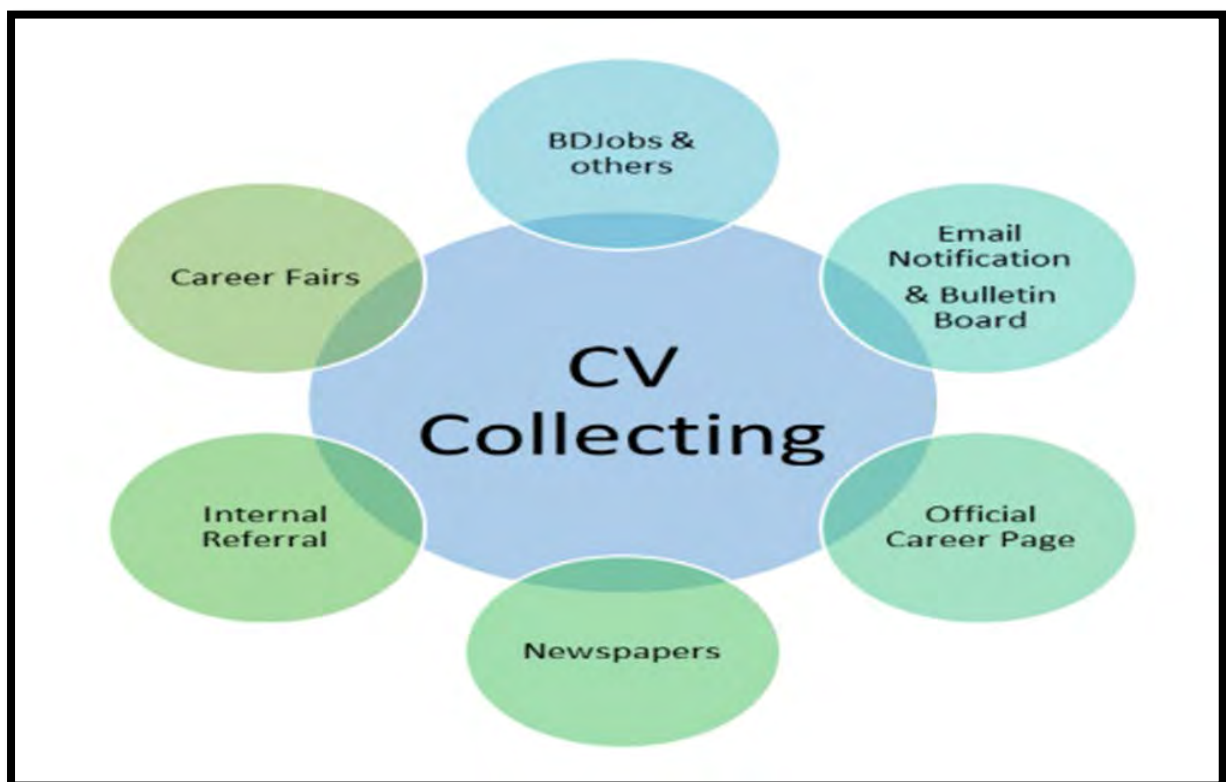 BDJobs &
others
Email
Notification
& Bulletin
Board
Official
Career Page
Newspapers
Internal
Referral
Career Fairs
CV
Collecting